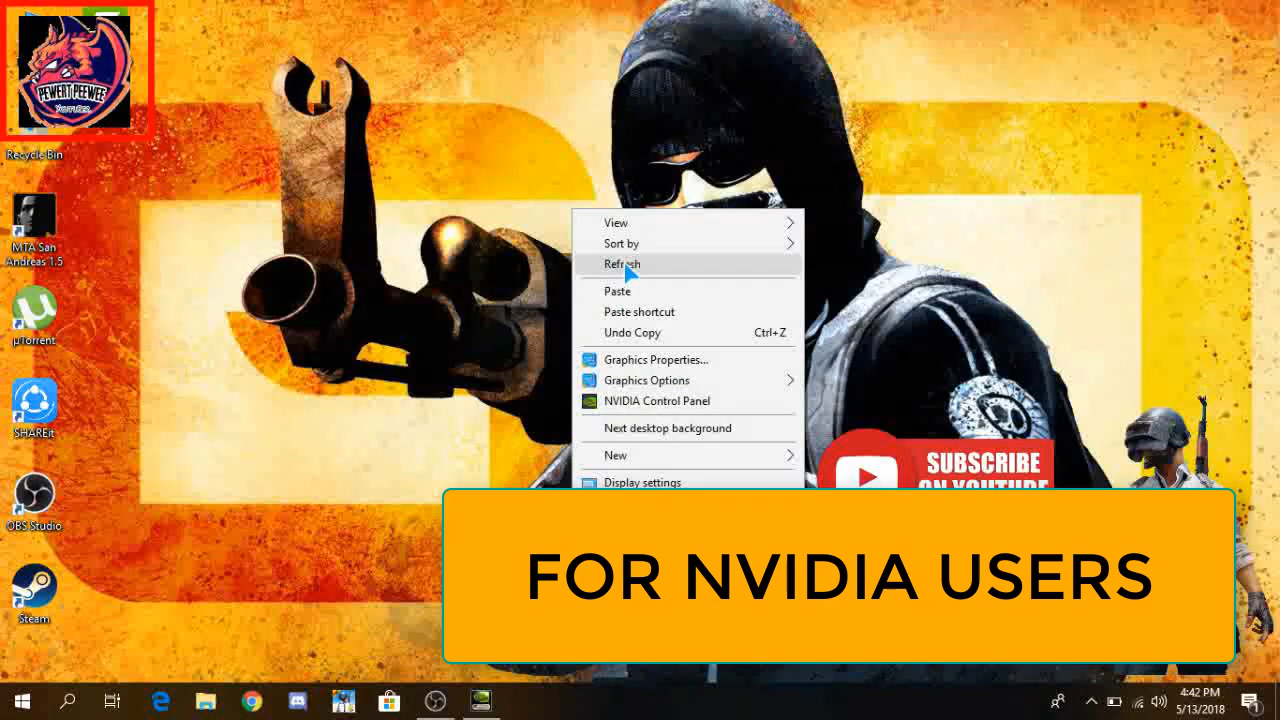 PEWERT PEEWEE
Recycle Bin
MTA San
Andreas 1.5
µTorrent
SHAREit
OBS Studio
Steam
View
Sort by
Refresh
Paste
Paste shortcut
Undo Copy Ctrl+Z
Graphics Properties...
Graphics Options
NVIDIA Control Panel
Next desktop background
New
Display settings
SUBSCRIBE
ON YOUTUBE
FOR NVIDIA USERS
4:42 PM
5/13/2018
1